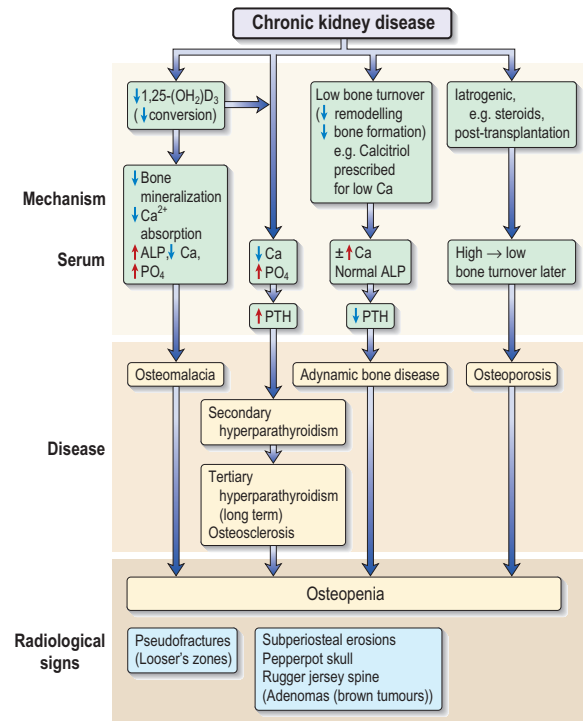 Chronic kidney disease
↓1,25-(OH₂)D₃
(↓conversion)
Low bone turnover
(↓ remodelling
↓ bone formation)
e.g. Calcitriol
prescribed
for low Ca
Iatrogenic,
e.g. steroids,
post-transplantation
Mechanism
↓Bone
mineralization
↓Ca²⁺
absorption
↑ALP,↓Ca,
↑PO₄
Serum
↓Ca
↑PO₄
±↑Ca
Normal ALP
High → low
bone turnover later
↑PTH
↓PTH
Disease
Osteomalacia
Adynamic bone disease
Osteoporosis
Secondary
hyperparathyroidism
Tertiary
hyperparathyroidism
(long term)
Osteosclerosis
Osteopenia
Radiological
signs
Pseudofractures
(Looser's zones)
Subperiosteal erosions
Pepperpot skull
Rugger jersey spine
(Adenomas (brown tumours))